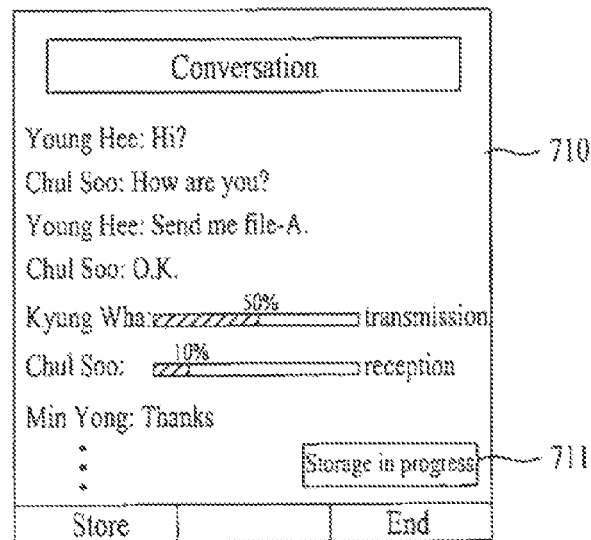 Conversation
Young Hee: Hi?
710
Chul Soo: How are you?
Young Hee: Send me file-A.
Chul Soo: O.K.
50%
Kyung Wha: transmission
10%
Chul Soo: reception
Min Yong: Thanks
Storage in progress
711
Store End